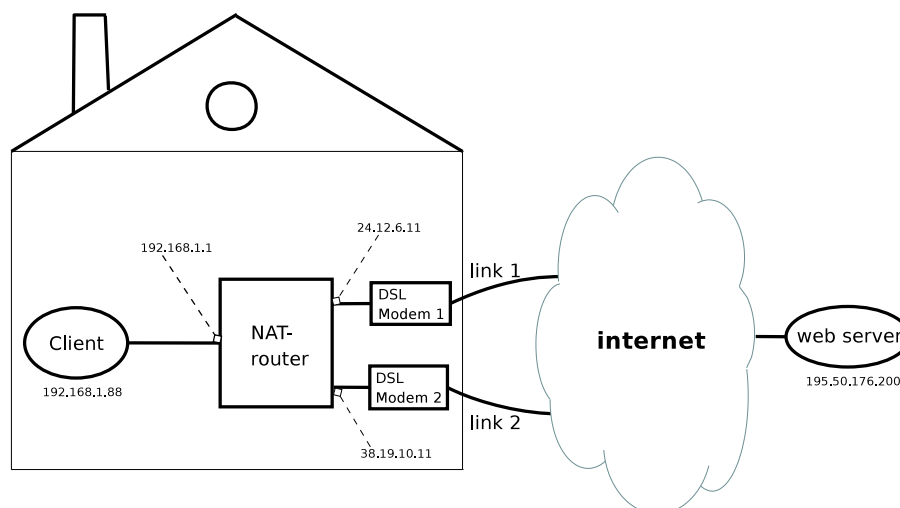 24.12.6.11
192.168.1.1
link 1
DSL
Modem 1
Client
NAT-
router
internet
web server
192.168.1.88
195.50.176.200
DSL
Modem 2
link 2
38.19.10.11